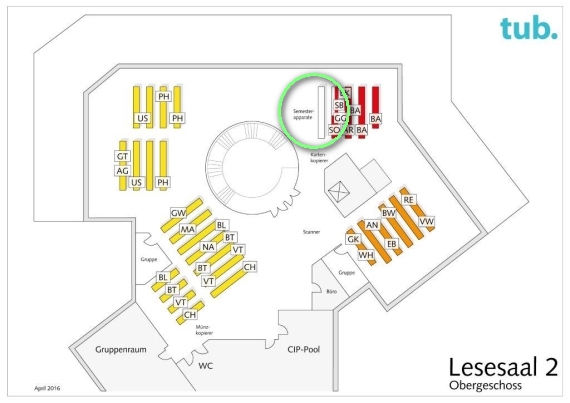 tub.
PH
US
PH
Semester-
apparate
SB
BA
GG
BA
SO
AR
BA
Karten-
kopierer
GT
AG
US
PH
GW
MA
BL
BT
NA
VT
BT
CH
VT
Scanner
RE
BW
VW
AN
GK
EB
WH
Gruppe
BL
BT
VT
CH
Gruppe
Büro
Münz-
kopierer
Gruppenraum
WC
CIP-Pool
Lesesaal 2
Obergeschoss
April 2016